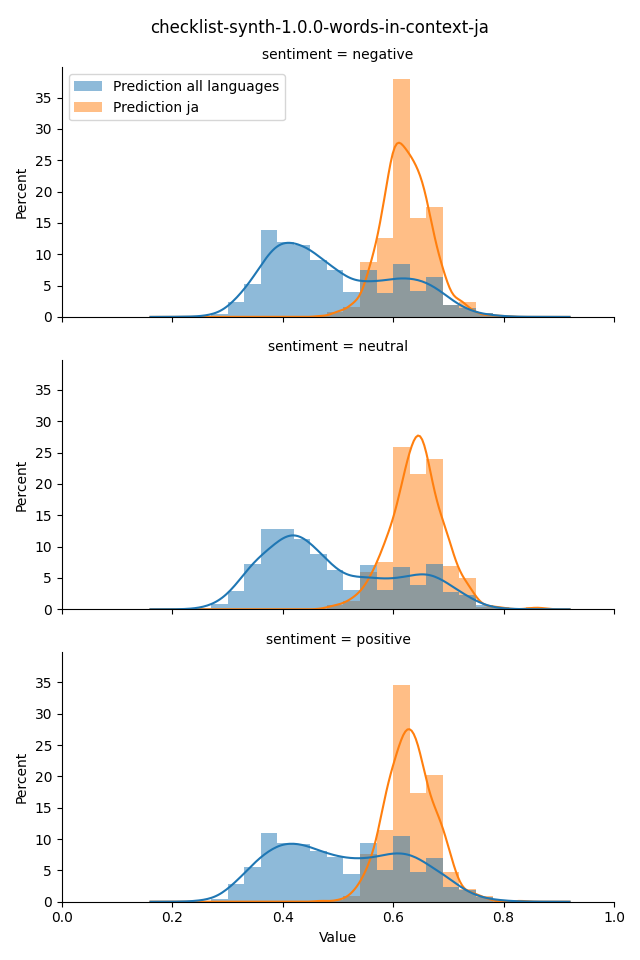 checklist-synth-1.0.0-words-in-context-ja
sentiment = negative
Prediction all languages
Prediction ja
35
30
25
20
15
10
5
0
Percent
sentiment = neutral
35
30
25
20
15
10
5
0
Percent
sentiment = positive
35
30
25
20
15
10
5
0
Percent
0.0 0.2 0.4 0.6 0.8 1.0
Value